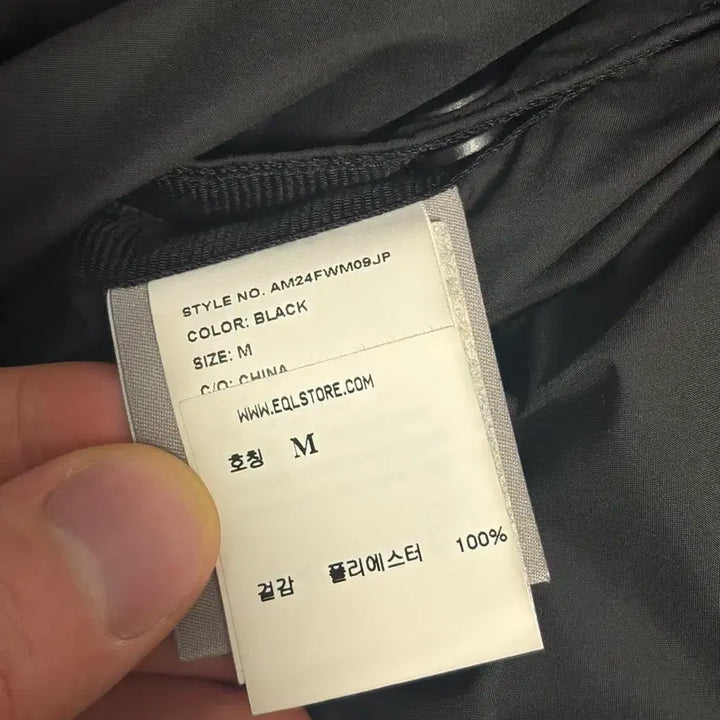 STYLE NO. AM24FWM09JP
COLOR: BLACK
SIZE: M
C/O: CHINA
WWW.EQLSTORE.COM
호칭 M
겉감 폴리에스터 100%